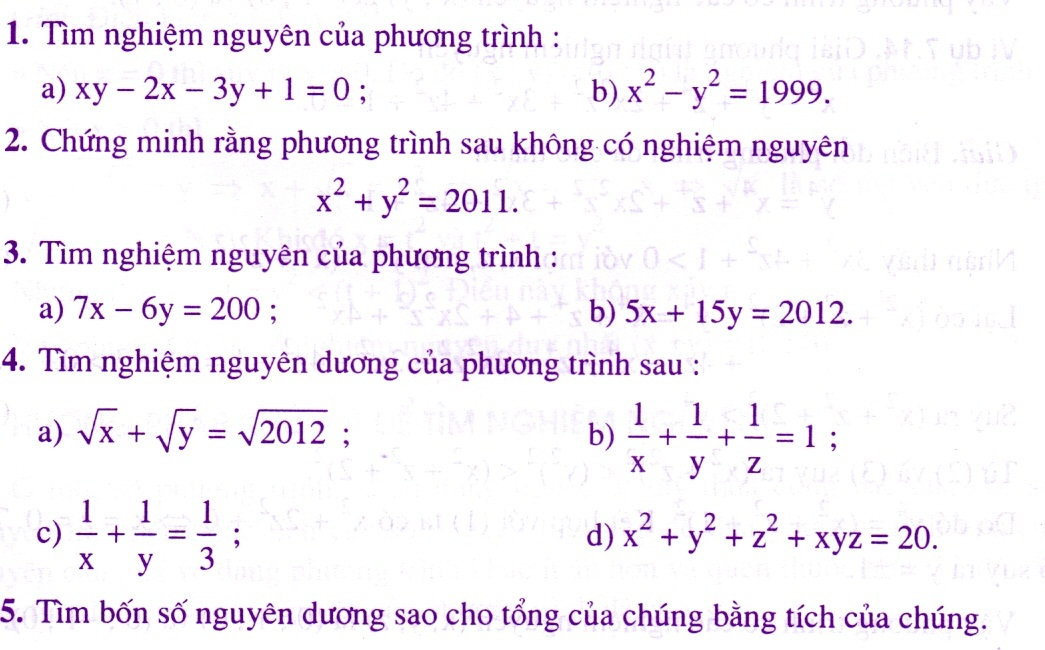 1. Tìm nghiệm nguyên của phương trình :
a) xy − 2x − 3y + 1 = 0 ; b) x² − y² = 1999.
2. Chứng minh rằng phương trình sau không có nghiệm nguyên
x² + y² = 2011.
3. Tìm nghiệm nguyên của phương trình :
a) 7x − 6y = 200 ; b) 5x + 15y = 2012.
4. Tìm nghiệm nguyên dương của phương trình sau :
a) √x + √y = √2012 ; b) 1/x + 1/y + 1/z = 1 ;
c) 1/x + 1/y = 1/3 ; d) x² + y² + z² + xyz = 20.
5. Tìm bốn số nguyên dương sao cho tổng của chúng bằng tích của chúng.